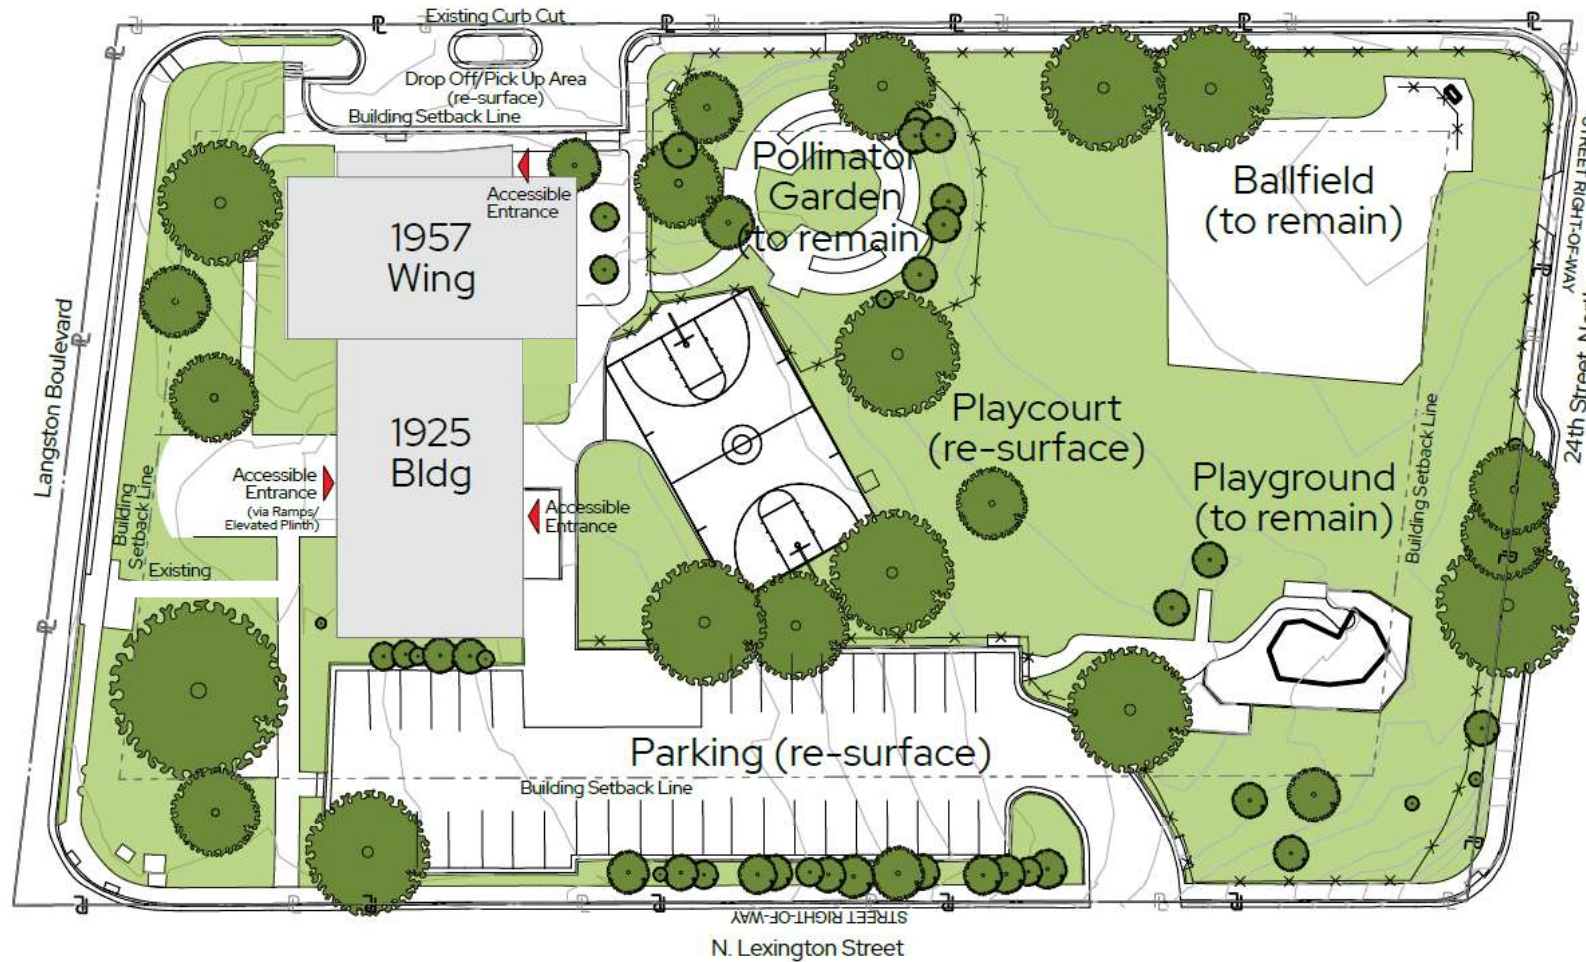 Existing Curb Cut
Drop Off/Pick Up Area
(re-surface)
Building Setback Line
Accessible
Entrance
1957
Wing
Pollinator
Garden
(to remain)
Ballfield
(to remain)
STREET RIGHT-OF-WAY
24th Street
Langston Boulevard
1925
Bldg
Playcourt
(re-surface)
Accessible
Entrance
(via Ramps/
Elevated Plinth)
Accessible
Entrance
Playground
(to remain)
Building Setback Line
Building
Setback Line
Existing
Parking (re-surface)
Building Setback Line
STREET RIGHT-OF-WAY
N. Lexington Street